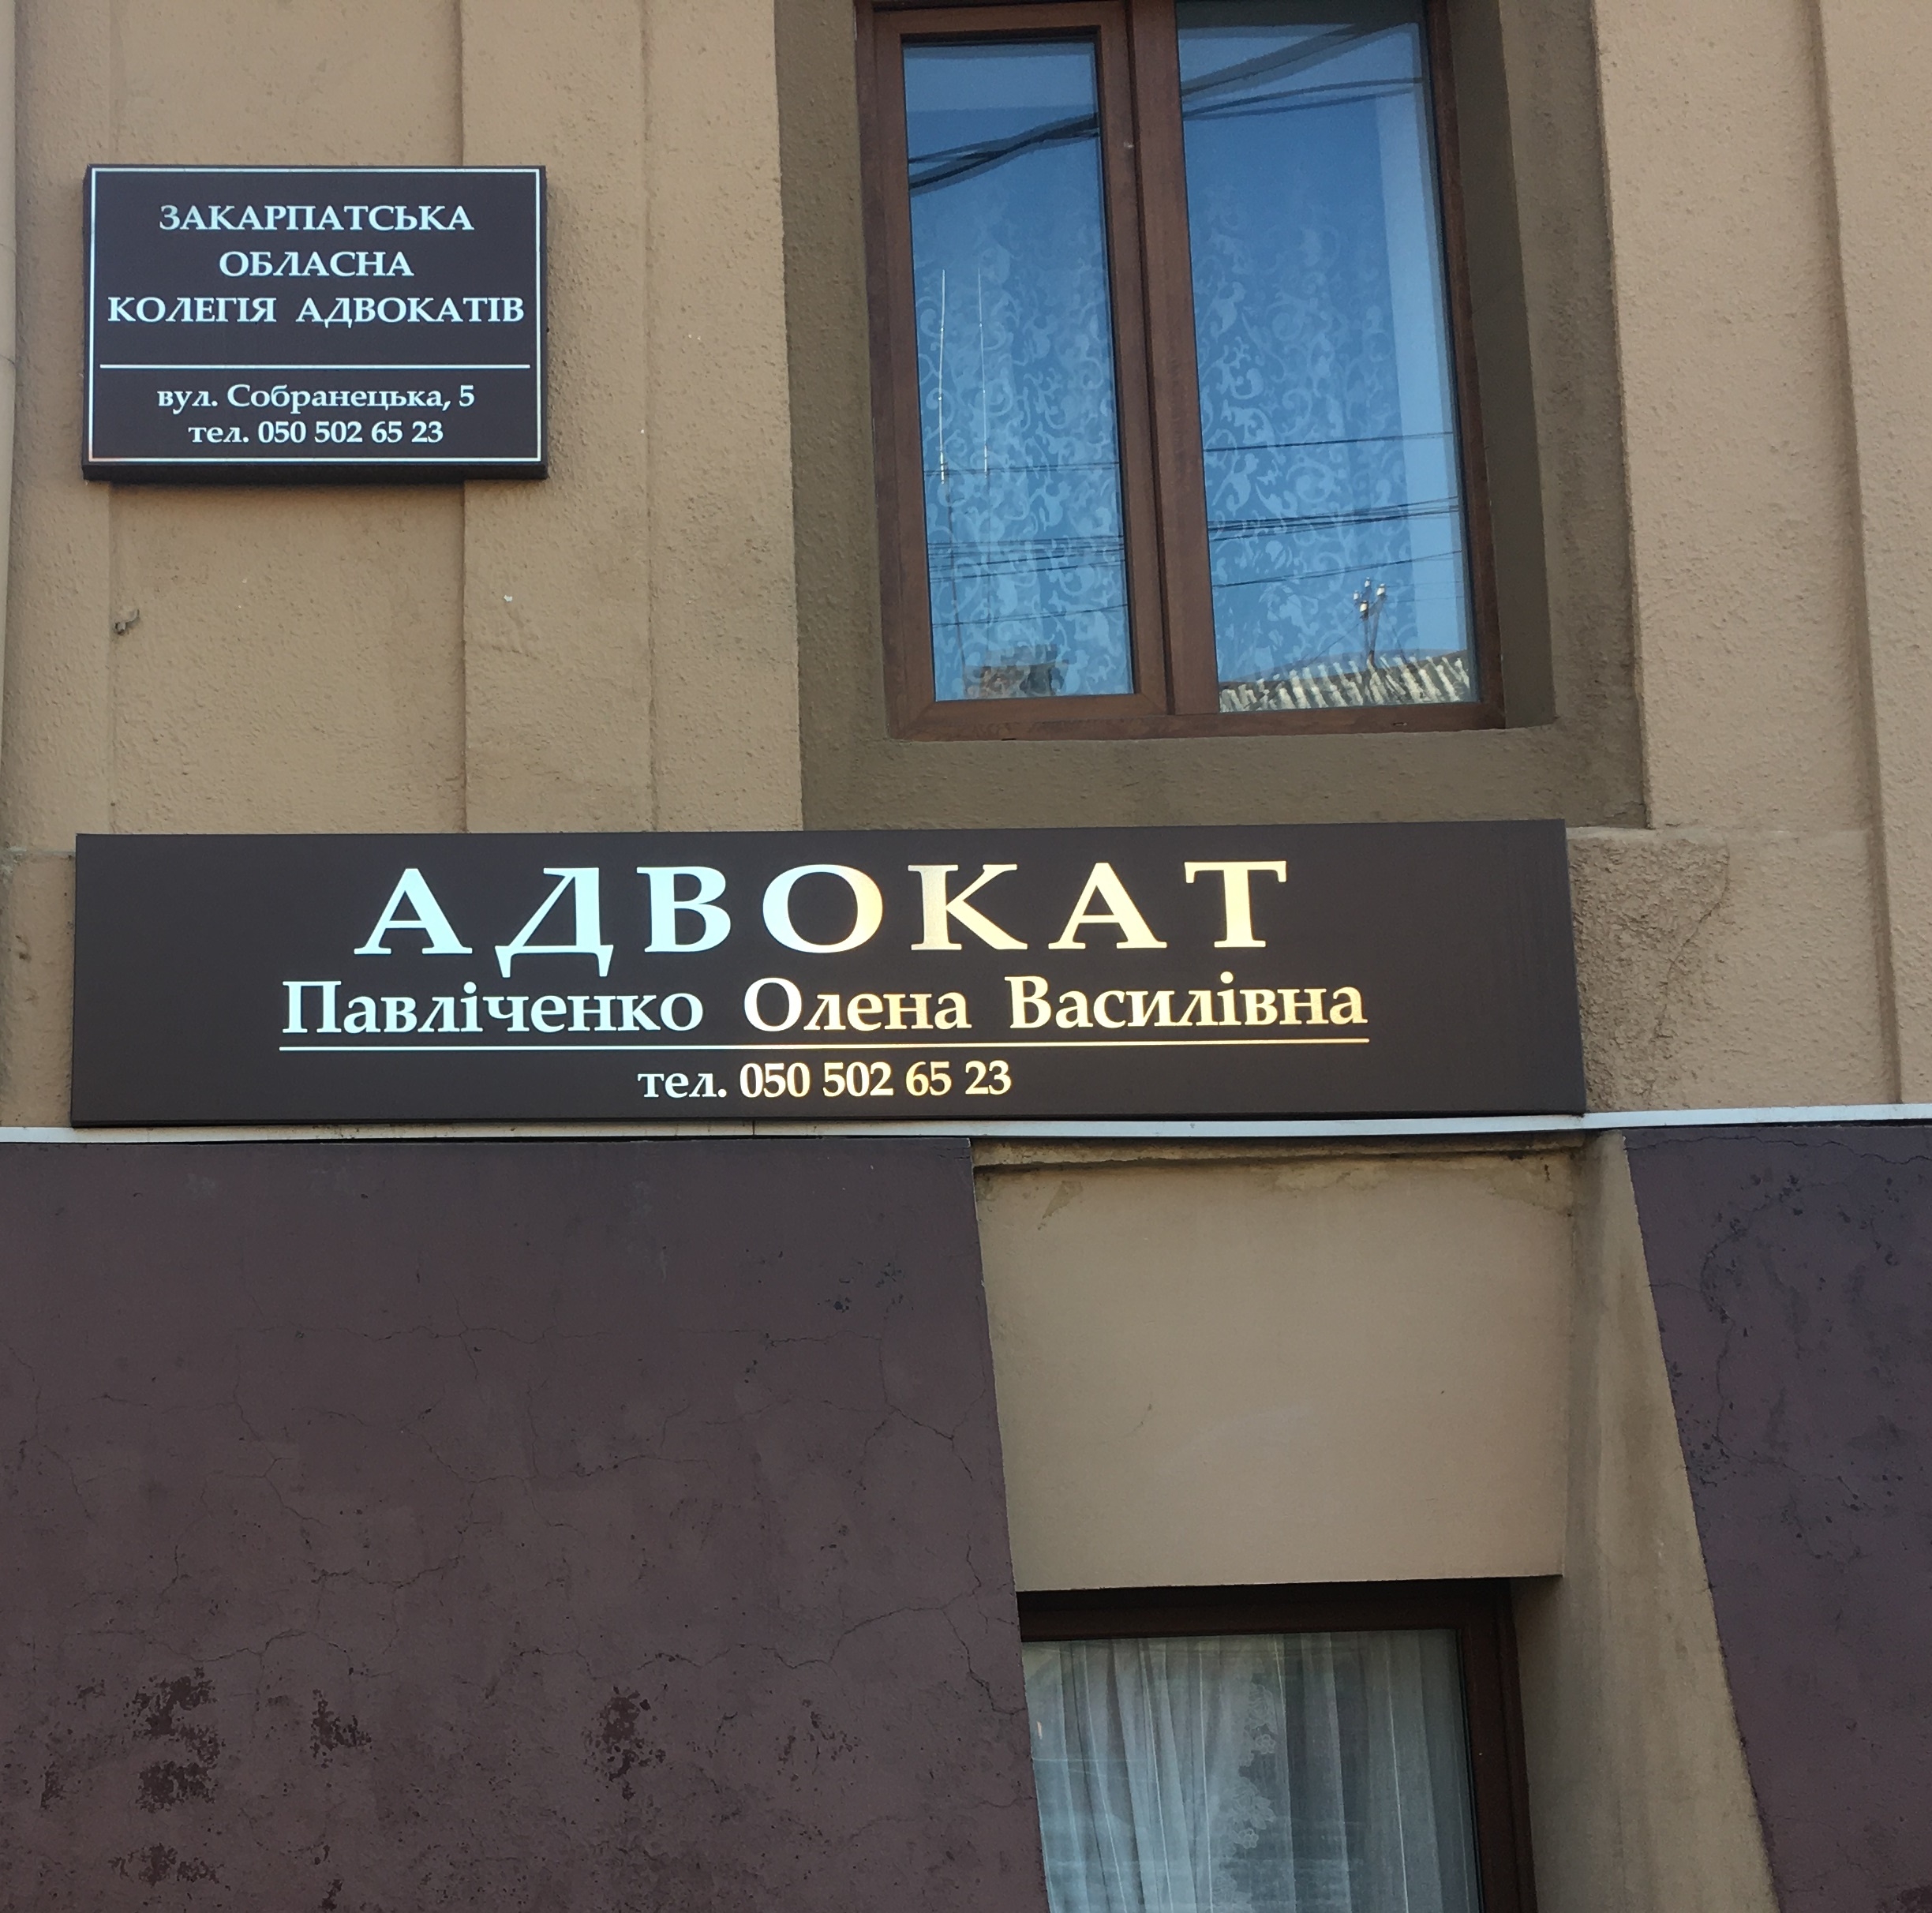 ЗАКАРПАТСЬКА
ОБЛАСНА
КОЛЕГІЯ АДВОКАТІВ
вул. Собранецька, 5
тел. 050 502 65 23
АДВОКАТ
Павліченко Олена Василівна
тел. 050 502 65 23